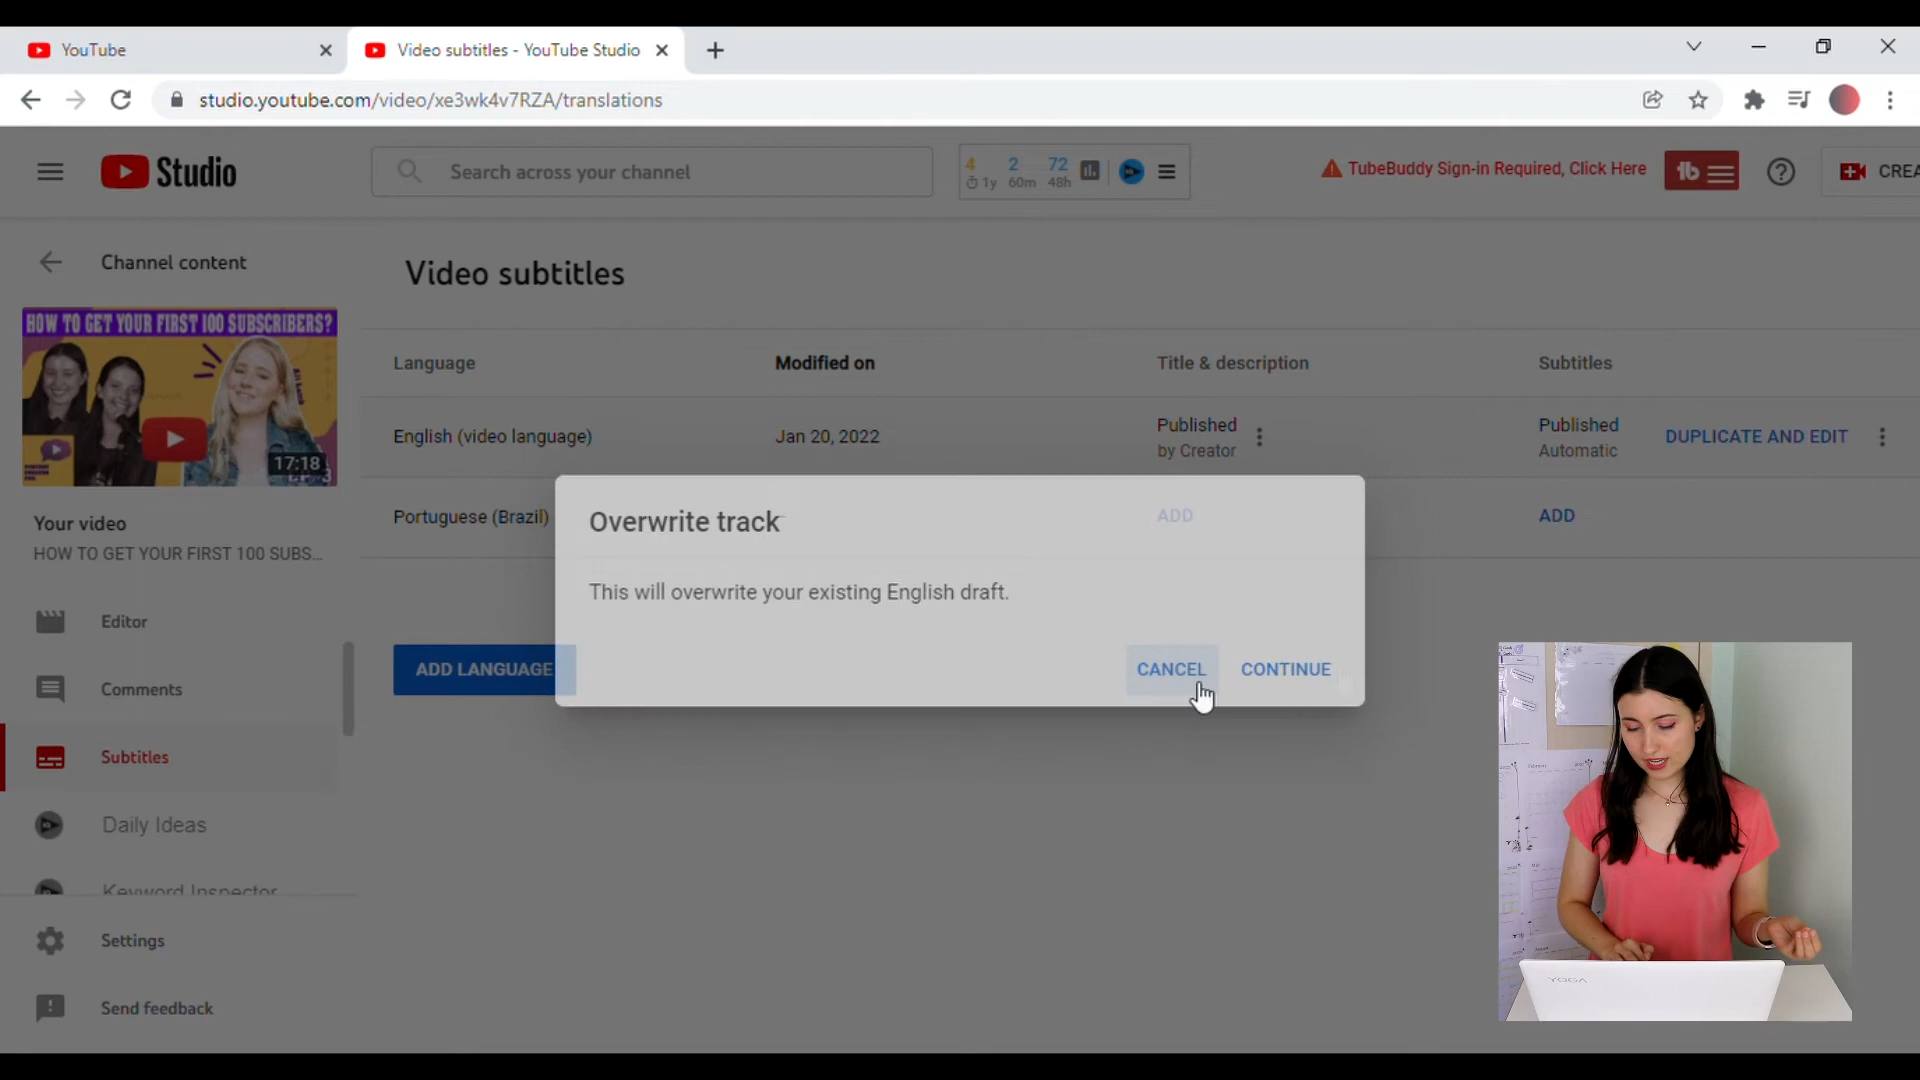 YouTube
Video subtitles - YouTube Studio
studio.youtube.com/video/xe3wk4v7RZA/translations
Studio
Search across your channel
4 2 72
1y 60m 48h
TubeBuddy Sign-in Required, Click Here
tb
CREA
Channel content
Video subtitles
HOW TO GET YOUR FIRST 100 SUBSCRIBERS?
17:18
Language Modified on Title & description Subtitles
English (video language) Jan 20, 2022 Published by Creator Published Automatic DUPLICATE AND EDIT
Portuguese (Brazil) ADD ADD
Your video
HOW TO GET YOUR FIRST 100 SUBS...
Overwrite track
This will overwrite your existing English draft.
CANCEL CONTINUE
ADD LANGUAGE
Editor
Comments
Subtitles
Daily Ideas
Keyword Inspector
Settings
Send feedback
YOGA